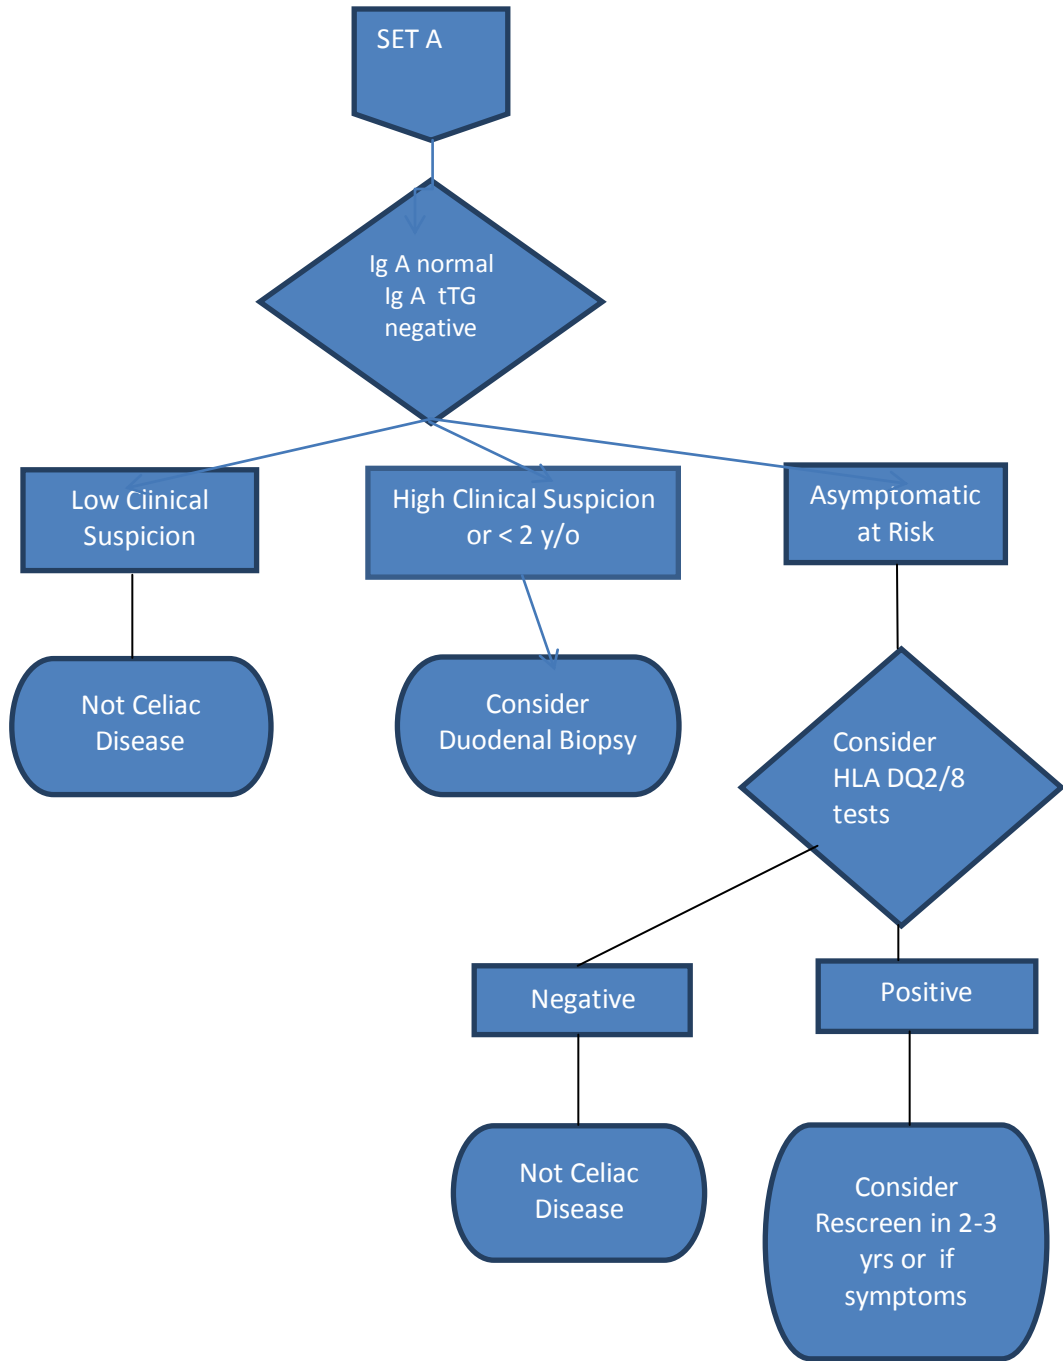 SET A
Ig A normal
Ig A tTG
negative
Low Clinical
Suspicion
High Clinical Suspicion
or < 2 y/o
Asymptomatic
at Risk
Not Celiac
Disease
Consider
Duodenal Biopsy
Consider
HLA DQ2/8
tests
Negative
Positive
Not Celiac
Disease
Consider
Rescreen in 2-3
yrs or if
symptoms